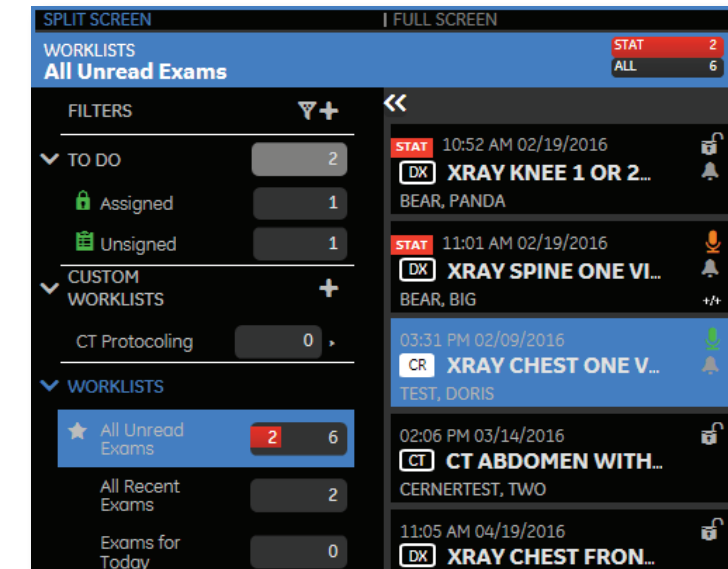 SPLIT SCREEN
FULL SCREEN
WORKLISTS
All Unread Exams
STAT 2
ALL 6
FILTERS
TO DO 2
Assigned 1
Unsigned 1
CUSTOM
WORKLISTS
CT Protocoling 0
WORKLISTS
All Unread
Exams
2 6
All Recent
Exams
2
Exams for
Today
0
STAT 10:52 AM 02/19/2016
DX XRAY KNEE 1 OR 2...
BEAR, PANDA
STAT 11:01 AM 02/19/2016
DX XRAY SPINE ONE VI...
BEAR, BIG
+/+
03:31 PM 02/09/2016
CR XRAY CHEST ONE V...
TEST, DORIS
02:06 PM 03/14/2016
CT CT ABDOMEN WITH...
CERNERTEST, TWO
11:05 AM 04/19/2016
DX XRAY CHEST FRON...